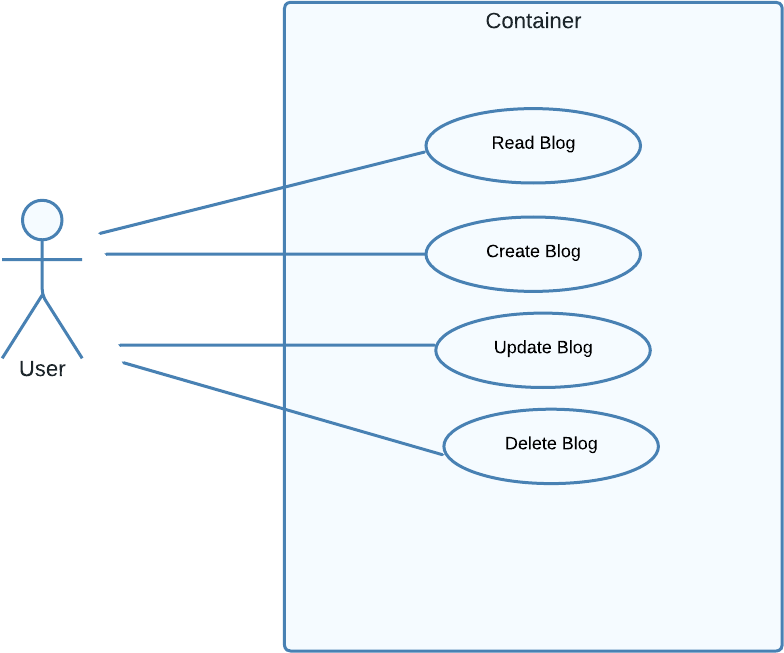 Container
Read Blog
Create Blog
Update Blog
User
Delete Blog